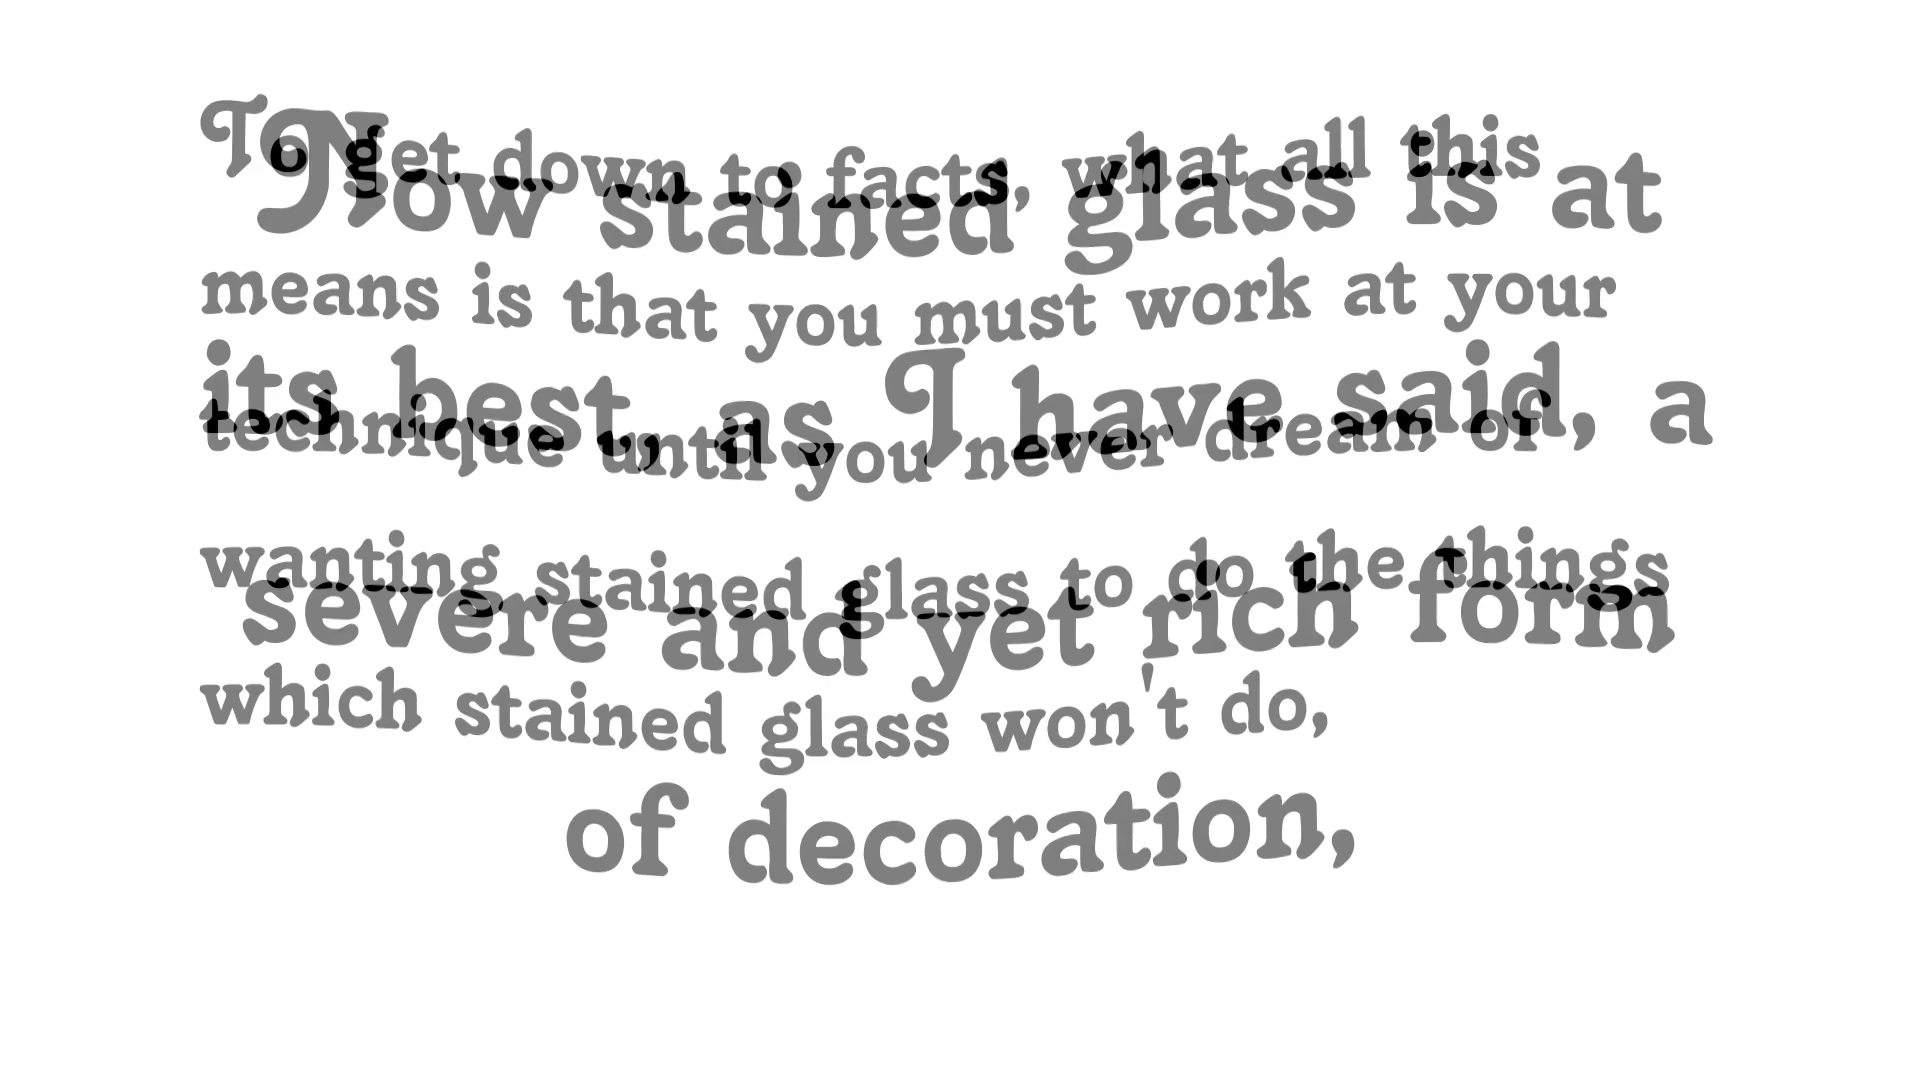 To get down to facts, what all this
means is that you must work at your
technique until you never dream of
wanting stained glass to do the things
which stained glass won't do,
Now stained glass is at
its best, as I have said, a
severe and yet rich form
of decoration,